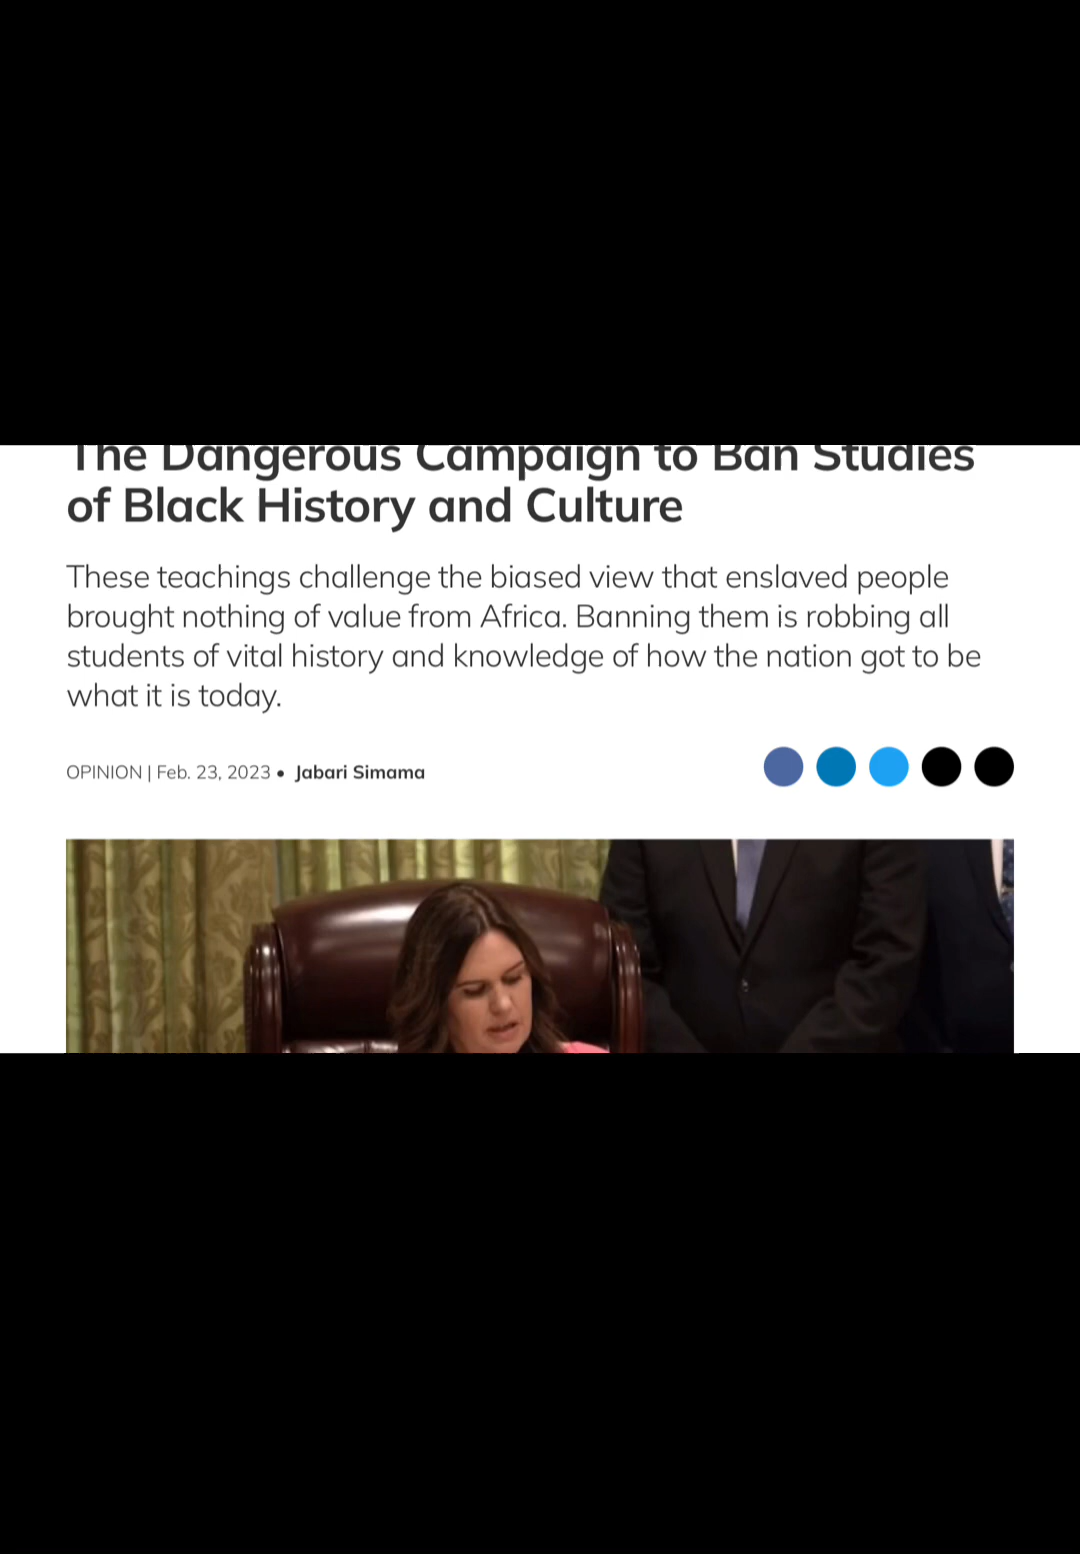 The Dangerous Campaign to Ban Studies
of Black History and Culture
These teachings challenge the biased view that enslaved people
brought nothing of value from Africa. Banning them is robbing all
students of vital history and knowledge of how the nation got to be
what it is today.
OPINION | Feb. 23, 2023 • Jabari Simama